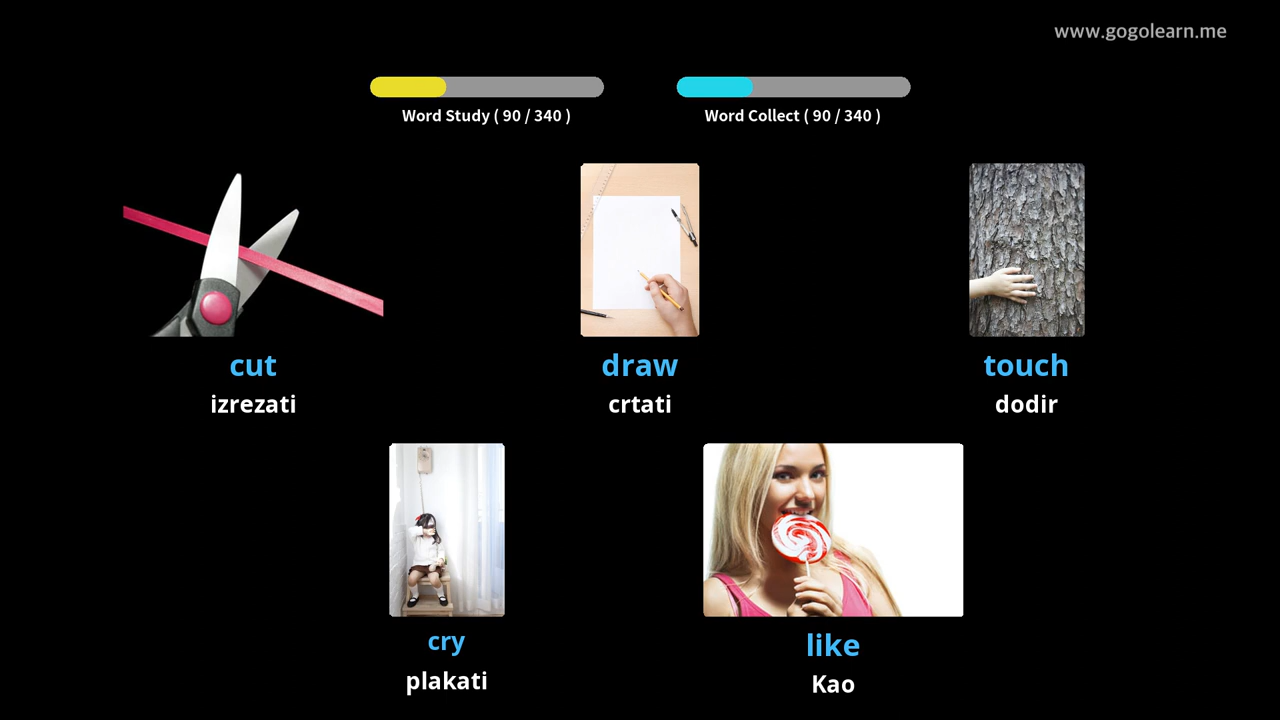 www.gogolearn.me
Word Study ( 90 / 340 )
Word Collect ( 90 / 340 )
cut
izrezati
draw
crtati
touch
dodir
cry
plakati
like
Kao